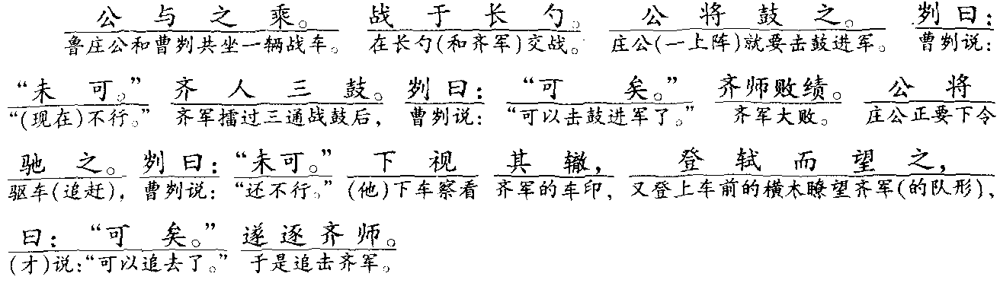 公与之乘。 战于长勺。 公将鼓之。 刿曰：
鲁庄公和曹刿共坐一辆战车。 在长勺(和齐军)交战。 庄公(一上阵)就要击鼓进军。 曹刿说：
“未可。” 齐人三鼓。 刿曰： “可矣。” 齐师败绩。 公将
“(现在)不行。” 齐军擂过三通战鼓后， 曹刿说： “可以击鼓进军了。” 齐军大败。 庄公正要下令
驰之。 刿曰： “未可。” 下视其辙， 登轼而望之，
驱车(追赶)， 曹刿说： “还不行。” (他)下车察看 齐军的车印， 又登上车前的横木瞭望齐军(的队形)，
曰： “可矣。” 遂逐齐师。
(才)说：“可以追去了。” 于是追击齐军。